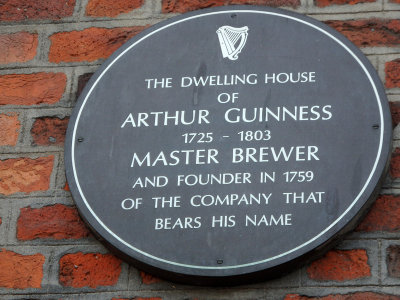 THE DWELLING HOUSE
OF
ARTHUR GUINNESS
1725 - 1803
MASTER BREWER
AND FOUNDER IN 1759
OF THE COMPANY THAT
BEARS HIS NAME